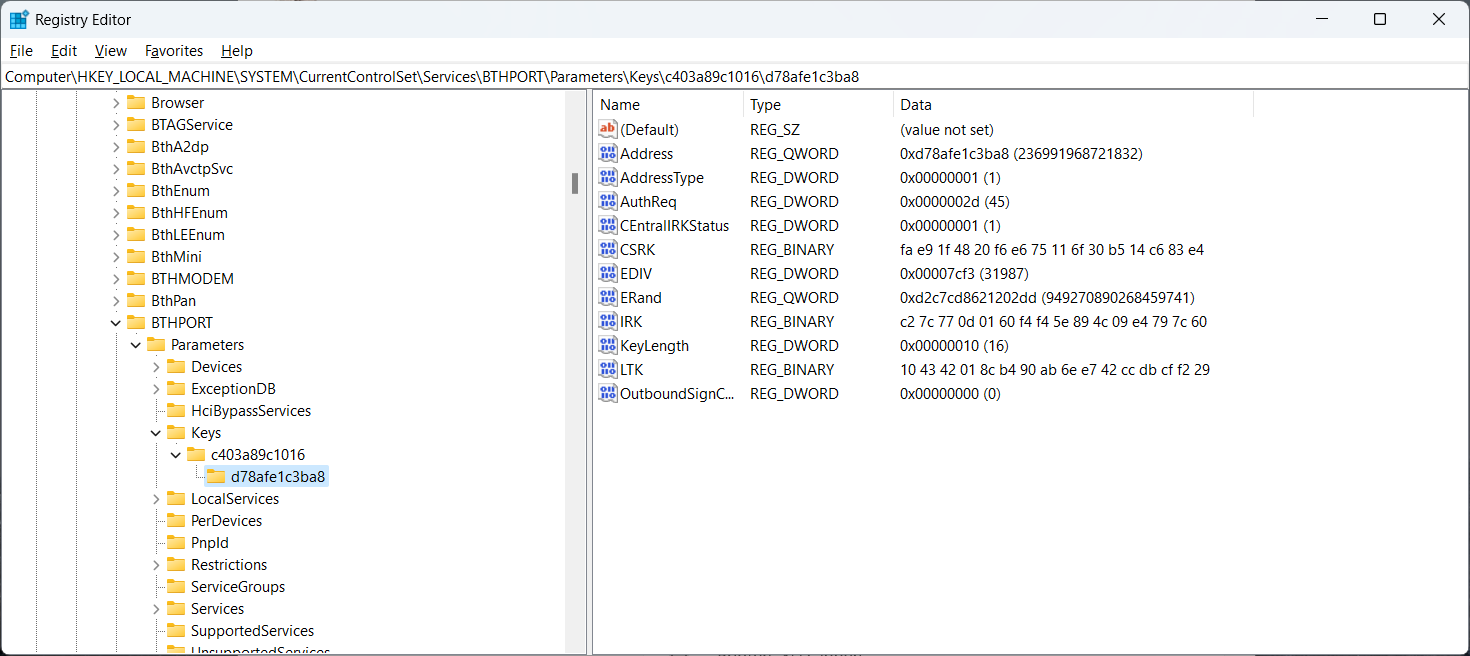 Registry Editor
File Edit View Favorites Help
Computer\HKEY_LOCAL_MACHINE\SYSTEM\CurrentControlSet\Services\BTHPORT\Parameters\Keys\c403a89c1016\d78afe1c3ba8
Browser
BTAGService
BthA2dp
BthAvctpSvc
BthEnum
BthHFEnum
BthLEEnum
BthMini
BTHMODEM
BthPan
BTHPORT
Parameters
Devices
ExceptionDB
HciBypassServices
Keys
c403a89c1016
d78afe1c3ba8
LocalServices
PerDevices
PnpId
Restrictions
ServiceGroups
Services
SupportedServices
UnsupportedServices
Name Type Data
(Default) REG_SZ (value not set)
Address REG_QWORD 0xd78afe1c3ba8 (236991968721832)
AddressType REG_DWORD 0x00000001 (1)
AuthReq REG_DWORD 0x0000002d (45)
CEntralIRKStatus REG_DWORD 0x00000001 (1)
CSRK REG_BINARY fa e9 1f 48 20 f6 e6 75 11 6f 30 b5 14 c6 83 e4
EDIV REG_DWORD 0x00007cf3 (31987)
ERand REG_QWORD 0xd2c7cd8621202dd (949270890268459741)
IRK REG_BINARY c2 7c 77 0d 01 60 f4 f4 5e 89 4c 09 e4 79 7c 60
KeyLength REG_DWORD 0x00000010 (16)
LTK REG_BINARY 10 43 42 01 8c b4 90 ab 6e e7 42 cc db cf f2 29
OutboundSignC... REG_DWORD 0x00000000 (0)